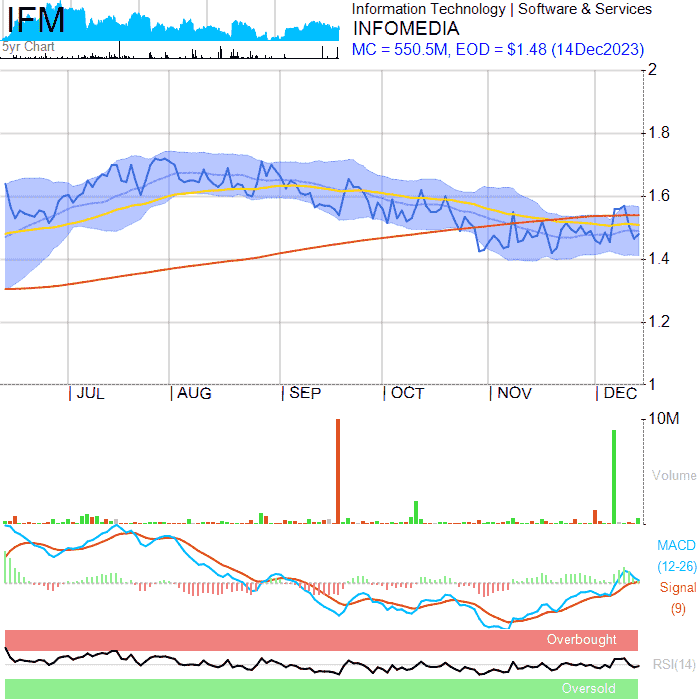 IFM
5yr Chart
Information Technology | Software & Services
INFOMEDIA
MC = 550.5M, EOD = $1.48 (14Dec2023)
2
1.8
1.6
1.4
1.2
1
| JUL | AUG | SEP | OCT | NOV | DEC
10M
Volume
MACD
(12-26)
Signal
(9)
Overbought
RSI(14)
Oversold